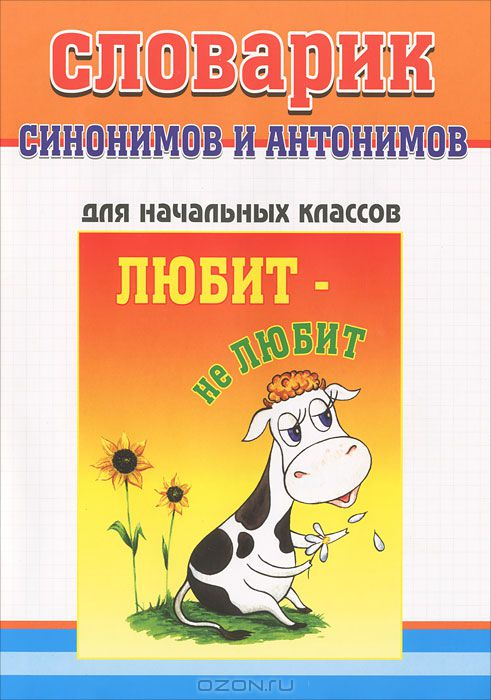 словарик
синонимов и антонимов
для начальных классов
ЛЮБИТ -
не ЛЮБИТ
ozon.ru